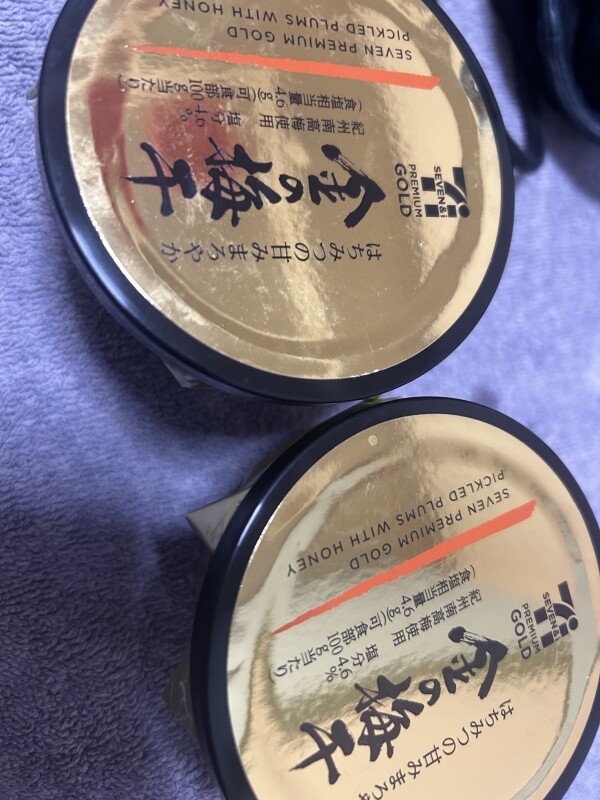 SEVEN & i
PREMIUM
GOLD
はちみつの甘みまろやか
金の梅干
紀州南高梅使用 塩分 4.6%
(食塩相当量 4.6g(可食部100g当たり)
SEVEN PREMIUM GOLD
PICKLED PLUMS WITH HONEY
SEVEN & i
PREMIUM
GOLD
はちみつの甘みまろ
金の梅干
紀州南高梅使用 塩分 4.6%
(食塩相当量 4.6g(可食部100g当たり)
SEVEN PREMIUM GOLD
PICKLED PLUMS WITH HONEY